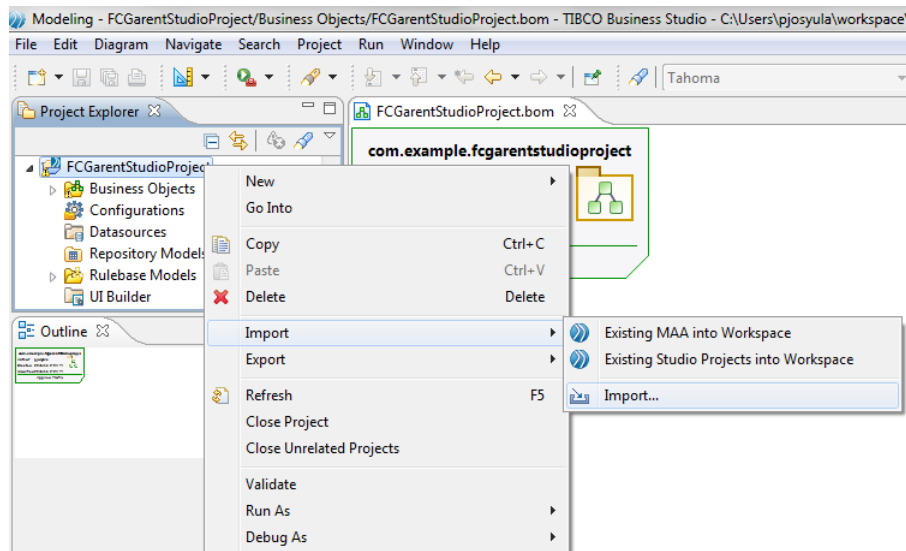 Modeling - FCGarentStudioProject/Business Objects/FCGarentStudioProject.bom - TIBCO Business Studio - C:\Users\pjosyula\workspace\
File Edit Diagram Navigate Search Project Run Window Help
Tahoma
Project Explorer
FCGarentStudioProject.bom
com.example.fcgarentstudioproject
FCGarentStudioProject
Business Objects
Configurations
Datasources
Repository Models
Rulebase Models
UI Builder
Outline
New
Go Into
Copy Ctrl+C
Paste Ctrl+V
Delete Delete
Import
Export
Refresh F5
Close Project
Close Unrelated Projects
Validate
Run As
Debug As
Existing MAA into Workspace
Existing Studio Projects into Workspace
Import...